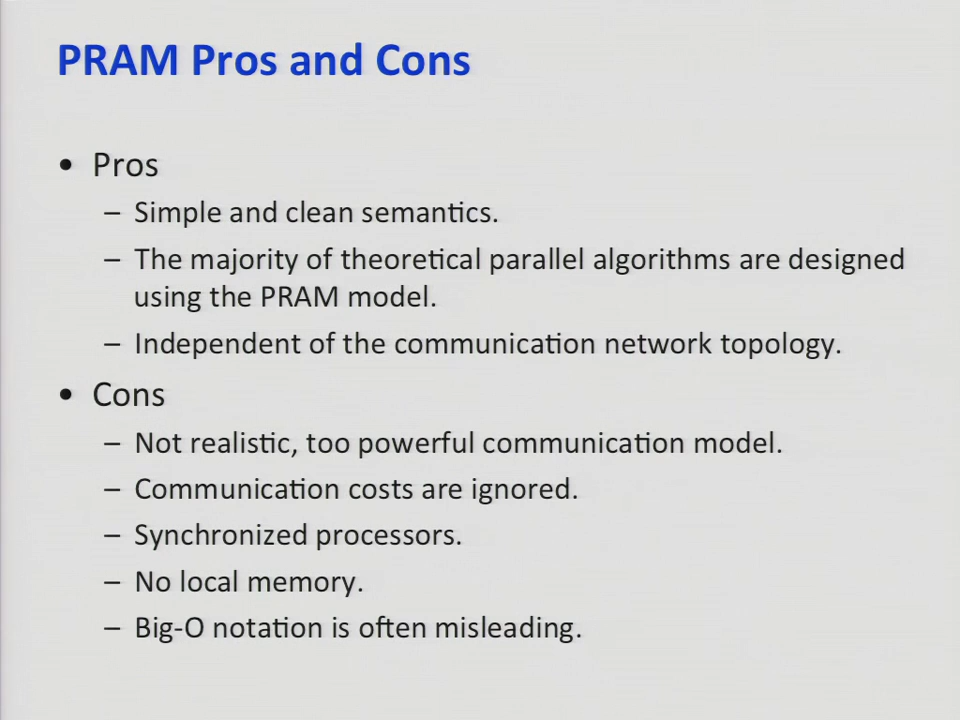 PRAM Pros and Cons
• Pros
– Simple and clean semantics.
– The majority of theoretical parallel algorithms are designed
using the PRAM model.
– Independent of the communication network topology.
• Cons
– Not realistic, too powerful communication model.
– Communication costs are ignored.
– Synchronized processors.
– No local memory.
– Big-O notation is often misleading.